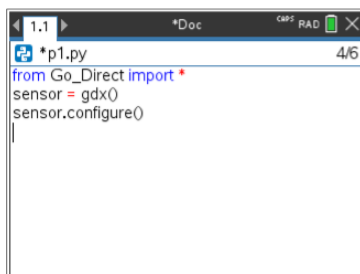 1.1 *Doc CAPS RAD
*p1.py 4/6
from Go_Direct import *
sensor = gdx()
sensor.configure()